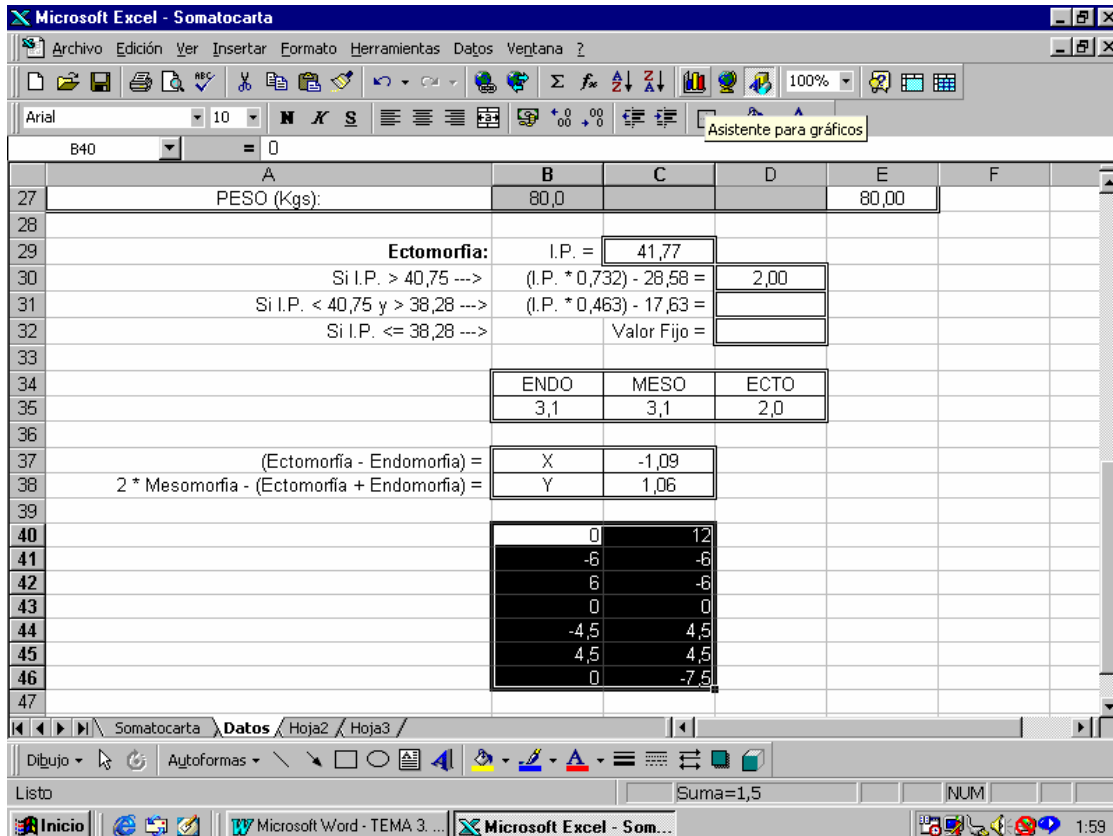 Microsoft Excel - Somatocarta
Archivo Edición Ver Insertar Formato Herramientas Datos Ventana ?
100%
Arial 10 N K S
Asistente para gráficos
B40 = 0
A B C D E F
27 PESO (Kgs): 80,0 80,00
28
29 Ectomorfia: I.P. = 41,77
30 Si I.P. > 40,75 ---> (I.P. * 0,732) - 28,58 = 2,00
31 Si I.P. < 40,75 y > 38,28 ---> (I.P. * 0,463) - 17,63 =
32 Si I.P. <= 38,28 ---> Valor Fijo =
33
34 ENDO MESO ECTO
35 3,1 3,1 2,0
36
37 (Ectomorfía - Endomorfia) = X -1,09
38 2 * Mesomorfia - (Ectomorfía + Endomorfia) = Y 1,06
39
40 0 12
41 -6 -6
42 6 -6
43 0 0
44 -4,5 4,5
45 4,5 4,5
46 0 -7,5
47
Somatocarta Datos Hoja2 Hoja3
Dibujo Autoformas
Listo Suma=1,5 NUM
Inicio Microsoft Word - TEMA 3. ... Microsoft Excel - Som... 1:59